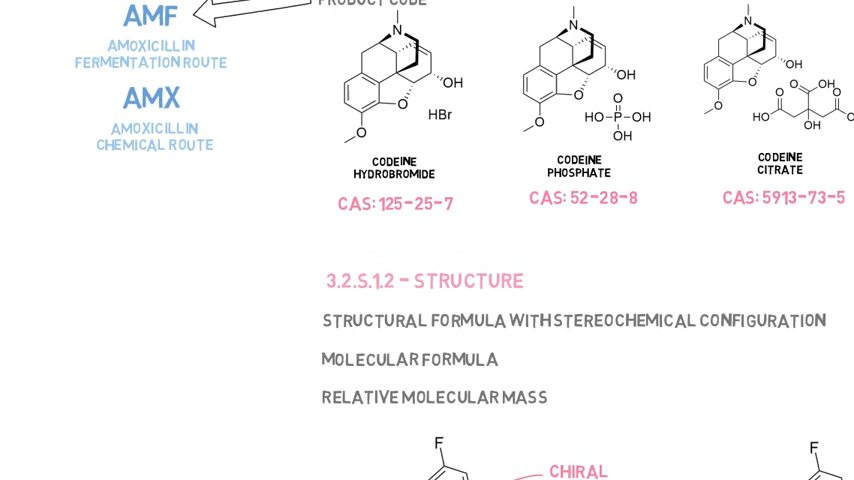 PRODUCT CODE
AMF
AMOXICILLIN
FERMENTATION ROUTE
AMX
AMOXICILLIN
CHEMICAL ROUTE
N
OH
O
O
HBr
CODEINE
HYDROBROMIDE
CAS: 125-25-7
N
OH
O
O
O
HO-P-OH
OH
CODEINE
PHOSPHATE
CAS: 52-28-8
N
OH
O
O
O
OH
O
O
HO
OH
CODEINE
CITRATE
CAS: 5913-73-5
3.2.S.1.2 - STRUCTURE
STRUCTURAL FORMULA WITH STEREOCHEMICAL CONFIGURATION
MOLECULAR FORMULA
RELATIVE MOLECULAR MASS
F
CHIRAL
F